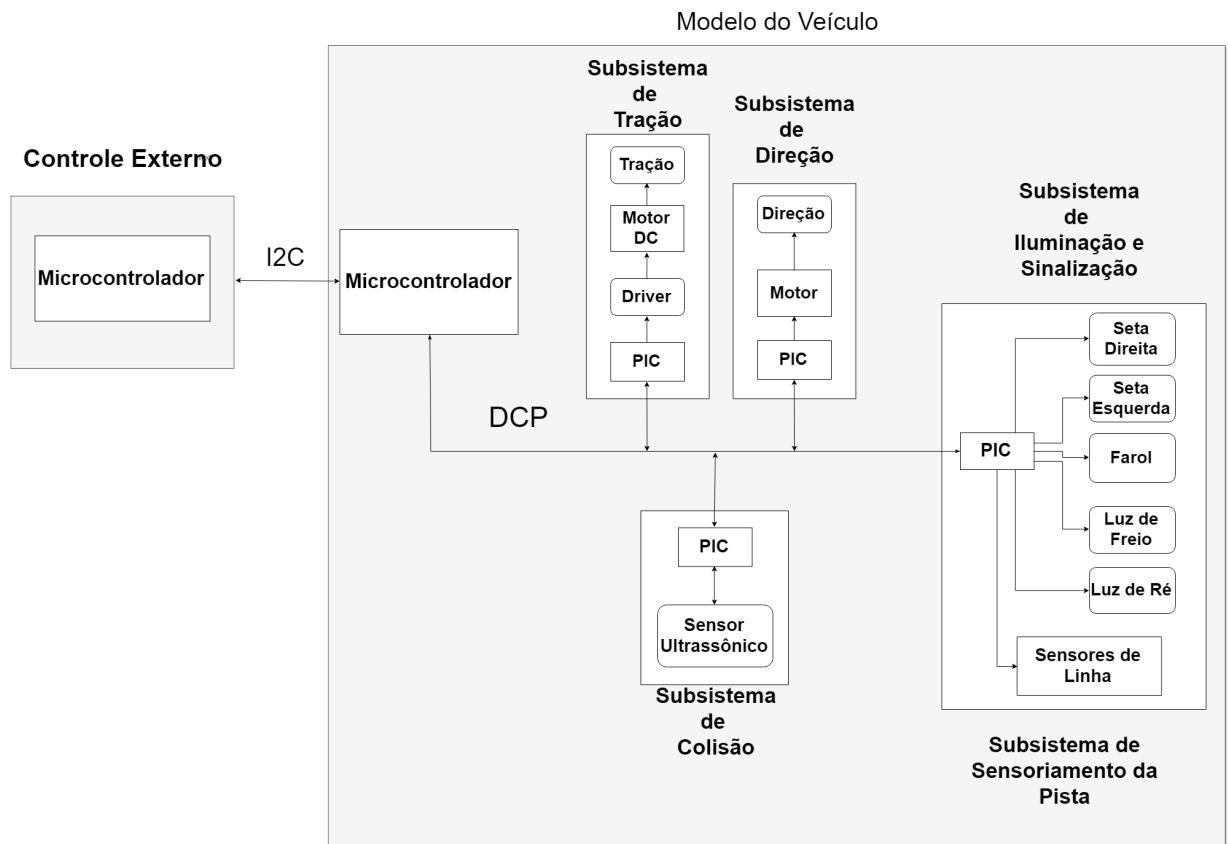 Modelo do Veículo
Controle Externo
Microcontrolador
I2C
Microcontrolador
DCP
Subsistema
de
Tração
Tração
Motor
DC
Driver
PIC
Subsistema
de
Direção
Direção
Motor
PIC
Subsistema
de
Iluminação e
Sinalização
PIC
Seta
Direita
Seta
Esquerda
Farol
Luz de
Freio
Luz de Ré
Sensores de
Linha
Subsistema de
Sensoriamento da
Pista
PIC
Sensor
Ultrassônico
Subsistema
de
Colisão